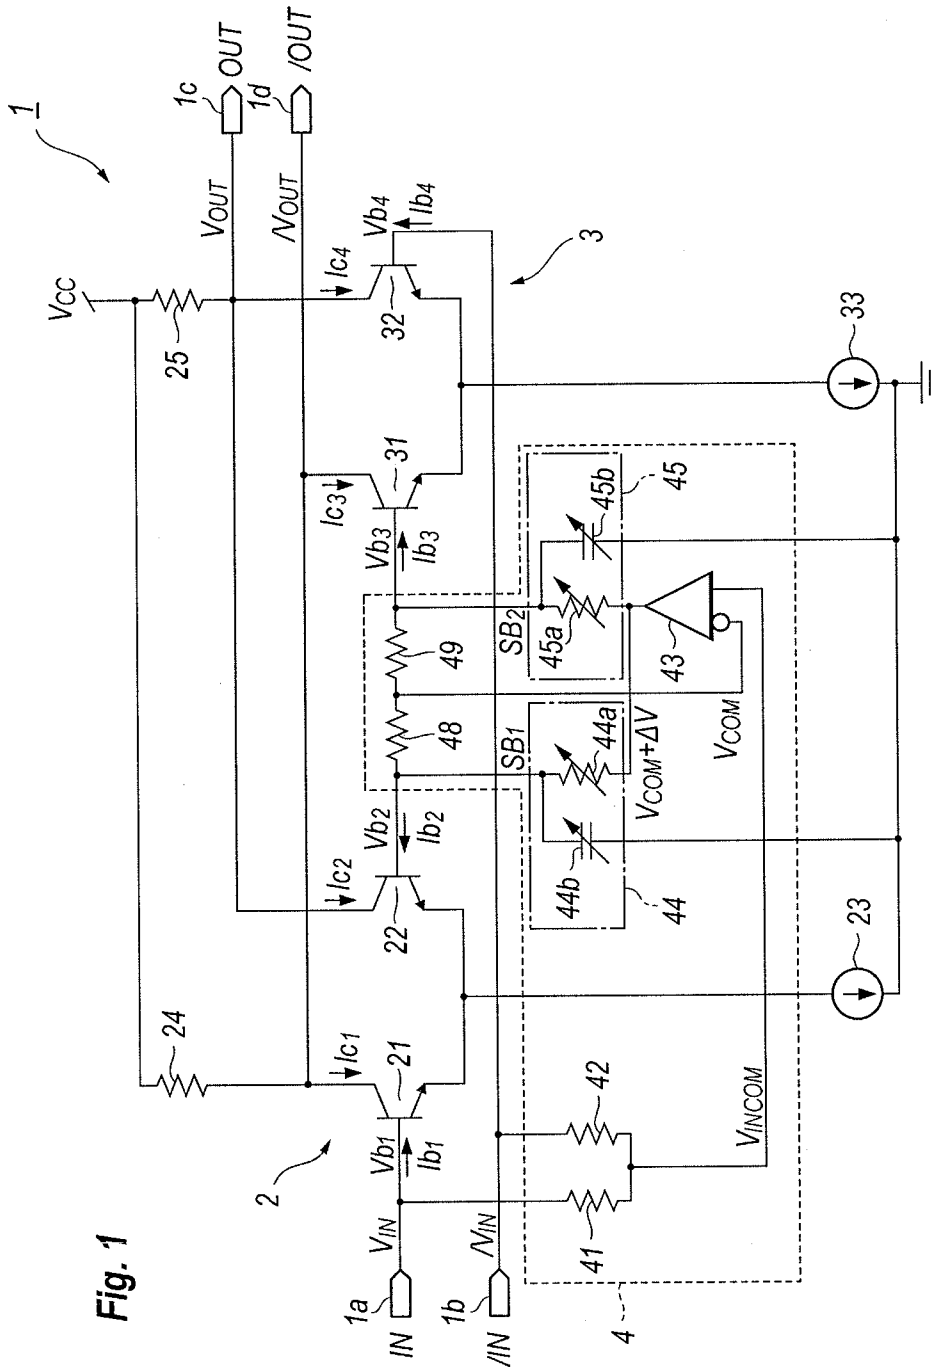 Fig. 1
1
VCC
25
24
1c
OUT
1d
/OUT
VOUT
/VOUT
Ic1
Ic2
Ic3
Ic4
2
21
22
31
32
3
Vb1
Ib1
Vb2
Ib2
Vb3
Ib3
Vb4
Ib4
48
49
1a
IN
VIN
1b
/IN
/VIN
SB1
SB2
44a
44b
44
45a
45b
45
VCOM+ΔV
43
VCOM
41
42
VINCOM
4
23
33